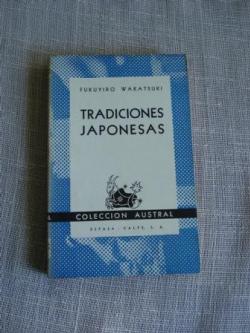 FUKUYIRO WAKATSUKI
TRADICIONES
JAPONESAS
COLECCION AUSTRAL
ESPASA - CALPE, S. A.